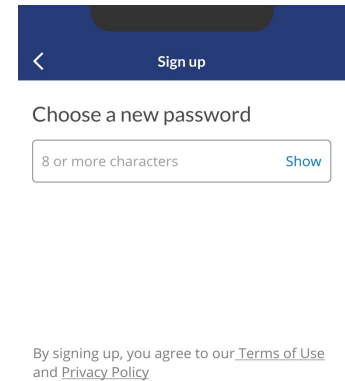 Sign up
Choose a new password
8 or more characters Show
By signing up, you agree to our Terms of Use
and Privacy Policy